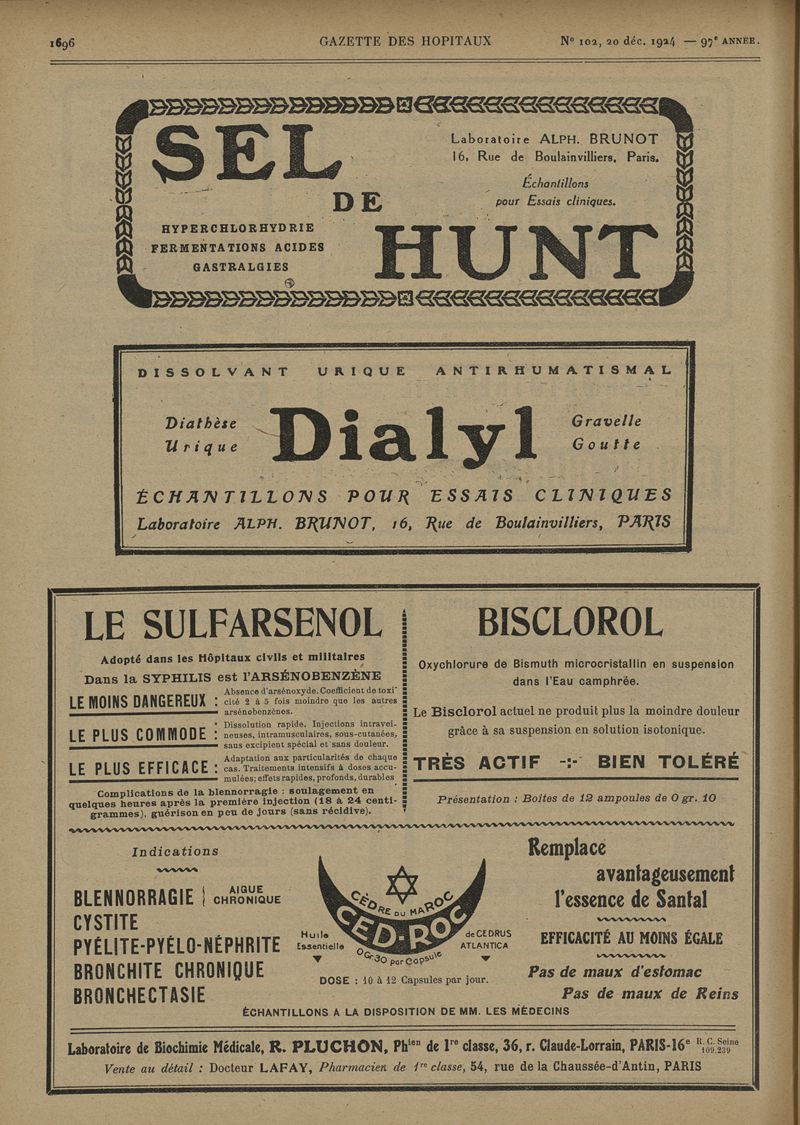 1696
GAZETTE DES HOPITAUX
N° 102, 20 déc. 1924 — 97e ANNÉE.
SEL
DE
HUNT
Laboratoire ALPH. BRUNOT
16, Rue de Boulainvilliers, Paris.
Échantillons
pour Essais cliniques.
HYPERCHLORHYDRIE
FERMENTATIONS ACIDES
GASTRALGIES
DISSOLVANT URIQUE ANTIRHUMATISMAL
Diathèse
Urique
Dialyl
Gravelle
Goutte
ÉCHANTILLONS POUR ESSAIS CLINIQUES
Laboratoire ALPH. BRUNOT, 16, Rue de Boulainvilliers, PARIS
LE SULFARSENOL
Adopté dans les Hôpitaux civils et militaires
Dans la SYPHILIS est l'ARSÉNOBENZÈNE
LE MOINS DANGEREUX :
Absence d'arsénoxyde. Coefficient de toxi-
cité 2 à 5 fois moindre que les autres
arsénobenzènes.
LE PLUS COMMODE :
Dissolution rapide. Injections intravei-
neuses, intramusculaires, sous-cutanées,
sans excipient spécial et sans douleur.
LE PLUS EFFICACE :
Adaptation aux particularités de chaque
cas. Traitements intensifs à doses accu-
mulées; effets rapides, profonds, durables
Complications de la blennorragie : soulagement en
quelques heures après la première injection (18 à 24 centi-
grammes), guérison en peu de jours (sans récidive).
BISCLOROL
Oxychlorure de Bismuth microcristallin en suspension
dans l'Eau camphrée.
Le Bisclorol actuel ne produit plus la moindre douleur
grâce à sa suspension en solution isotonique.
TRÈS ACTIF -:- BIEN TOLÉRÉ
Présentation : Boites de 12 ampoules de 0 gr. 10
Indications
BLENNORRAGIE
AIGUE
CHRONIQUE
CYSTITE
PYÉLITE-PYÉLO-NÉPHRITE
BRONCHITE CHRONIQUE
BRONCHECTASIE
CÈDRE DU MAROC
CED-ROC
Huile
Essentielle
de CEDRUS
ATLANTICA
0 Gr 30 par Capsule
DOSE : 10 à 12 Capsules par jour.
Remplace
avantageusement
l'essence de Santal
EFFICACITÉ AU MOINS ÉGALE
Pas de maux d'estomac
Pas de maux de Reins
ÉCHANTILLONS A LA DISPOSITION DE MM. LES MÉDECINS
Laboratoire de Biochimie Médicale, R. PLUCHON, Phien de 1re classe, 36, r. Claude-Lorrain, PARIS-16e R. C. Seine 109.239
Vente au détail : Docteur LAFAY, Pharmacien de 1re classe, 54, rue de la Chaussée-d'Antin, PARIS